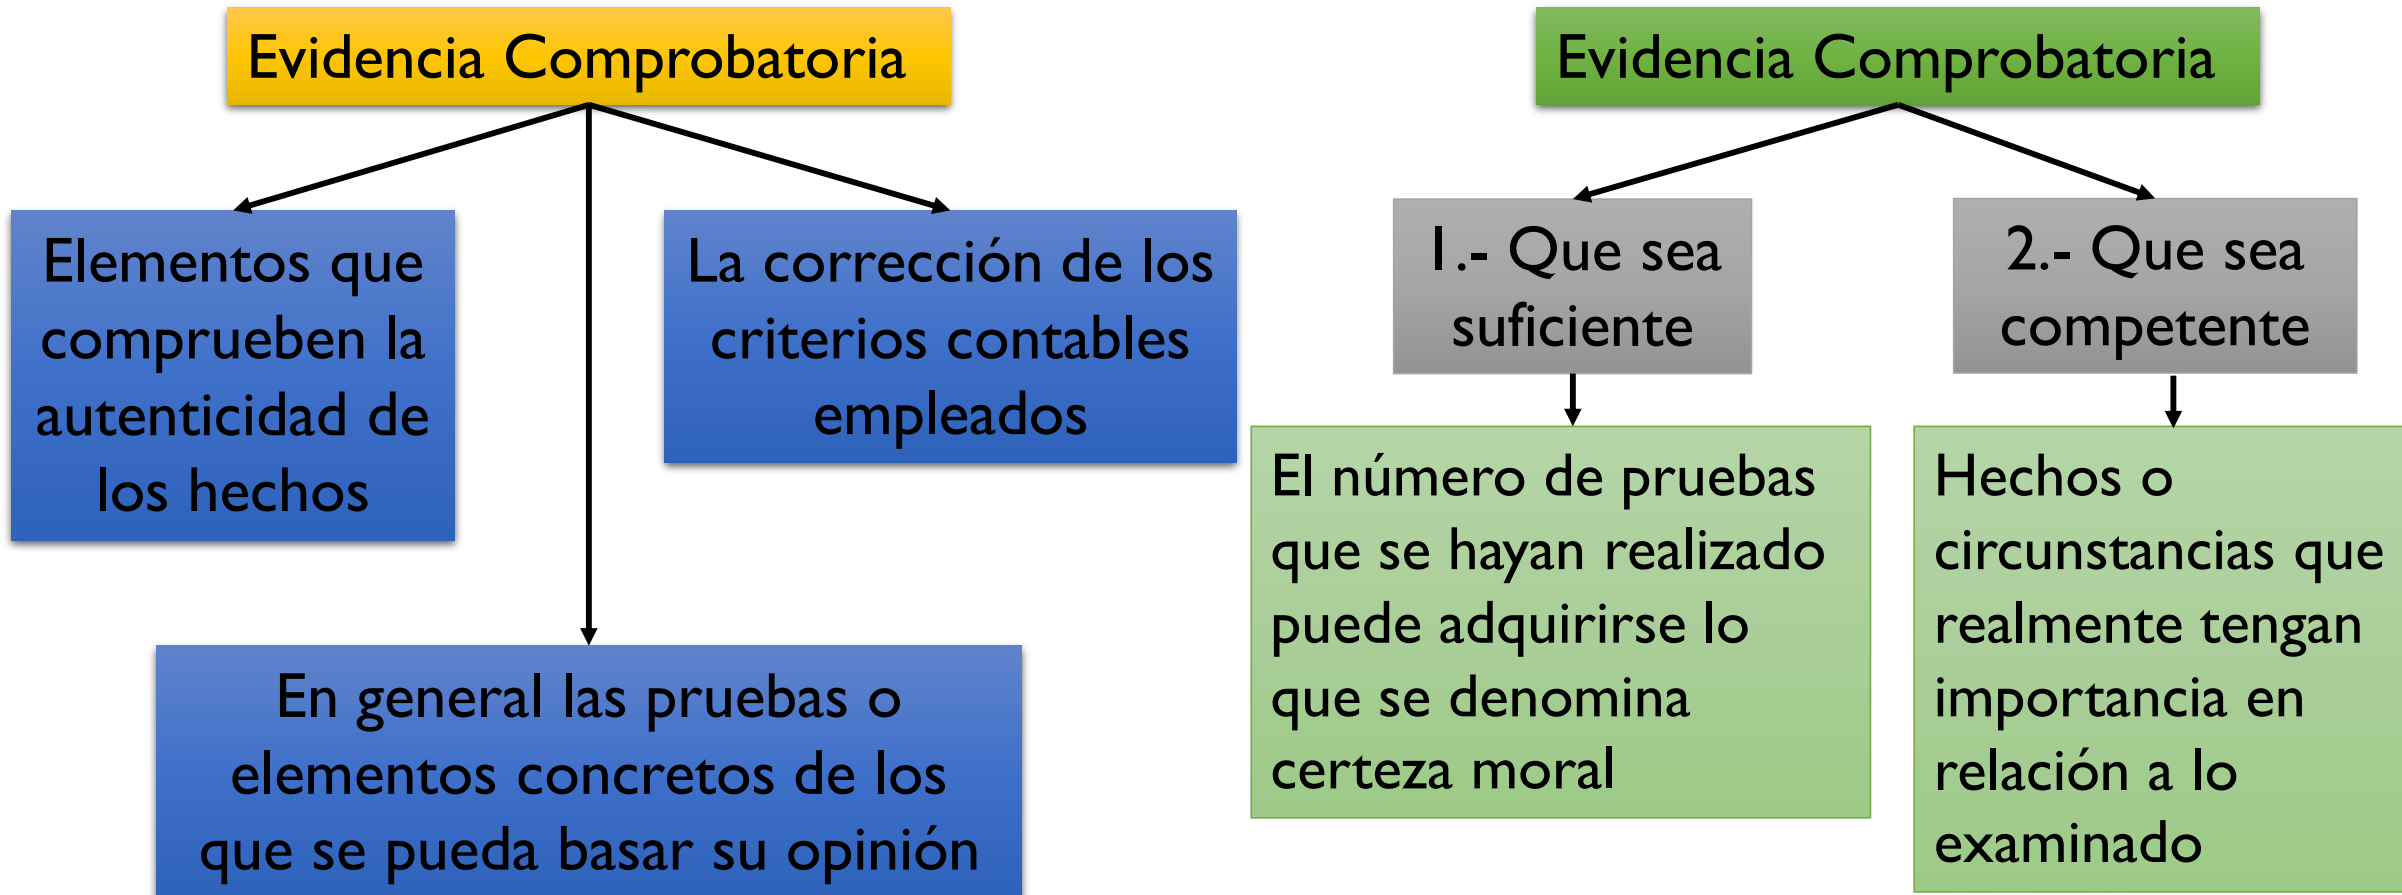 Evidencia Comprobatoria
Elementos que
comprueben la
autenticidad de
los hechos
La corrección de los
criterios contables
empleados
En general las pruebas o
elementos concretos de los
que se pueda basar su opinión
Evidencia Comprobatoria
1.- Que sea
suficiente
2.- Que sea
competente
El número de pruebas
que se hayan realizado
puede adquirirse lo
que se denomina
certeza moral
Hechos o
circunstancias que
realmente tengan
importancia en
relación a lo
examinado